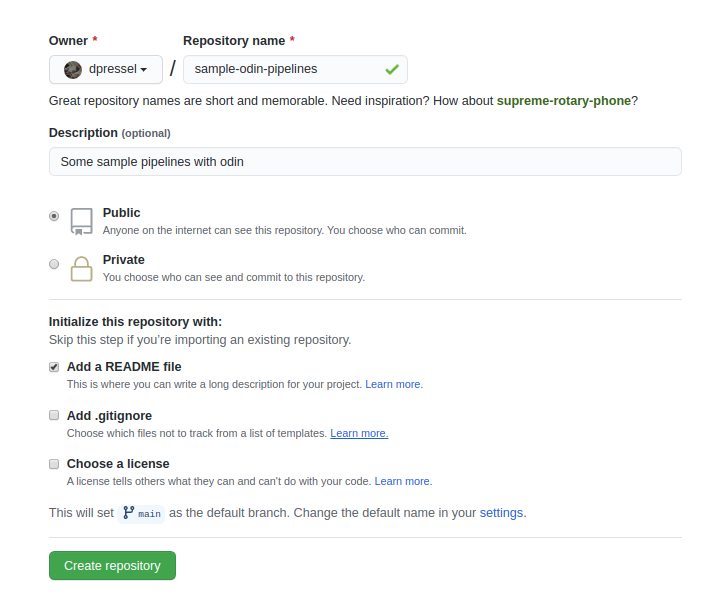 Owner * Repository name *
dpressel / sample-odin-pipelines
Great repository names are short and memorable. Need inspiration? How about supreme-rotary-phone?
Description (optional)
Some sample pipelines with odin
Public
Anyone on the internet can see this repository. You choose who can commit.
Private
You choose who can see and commit to this repository.
Initialize this repository with:
Skip this step if you're importing an existing repository.
Add a README file
This is where you can write a long description for your project. Learn more.
Add .gitignore
Choose which files not to track from a list of templates. Learn more.
Choose a license
A license tells others what they can and can't do with your code. Learn more.
This will set main as the default branch. Change the default name in your settings.
Create repository